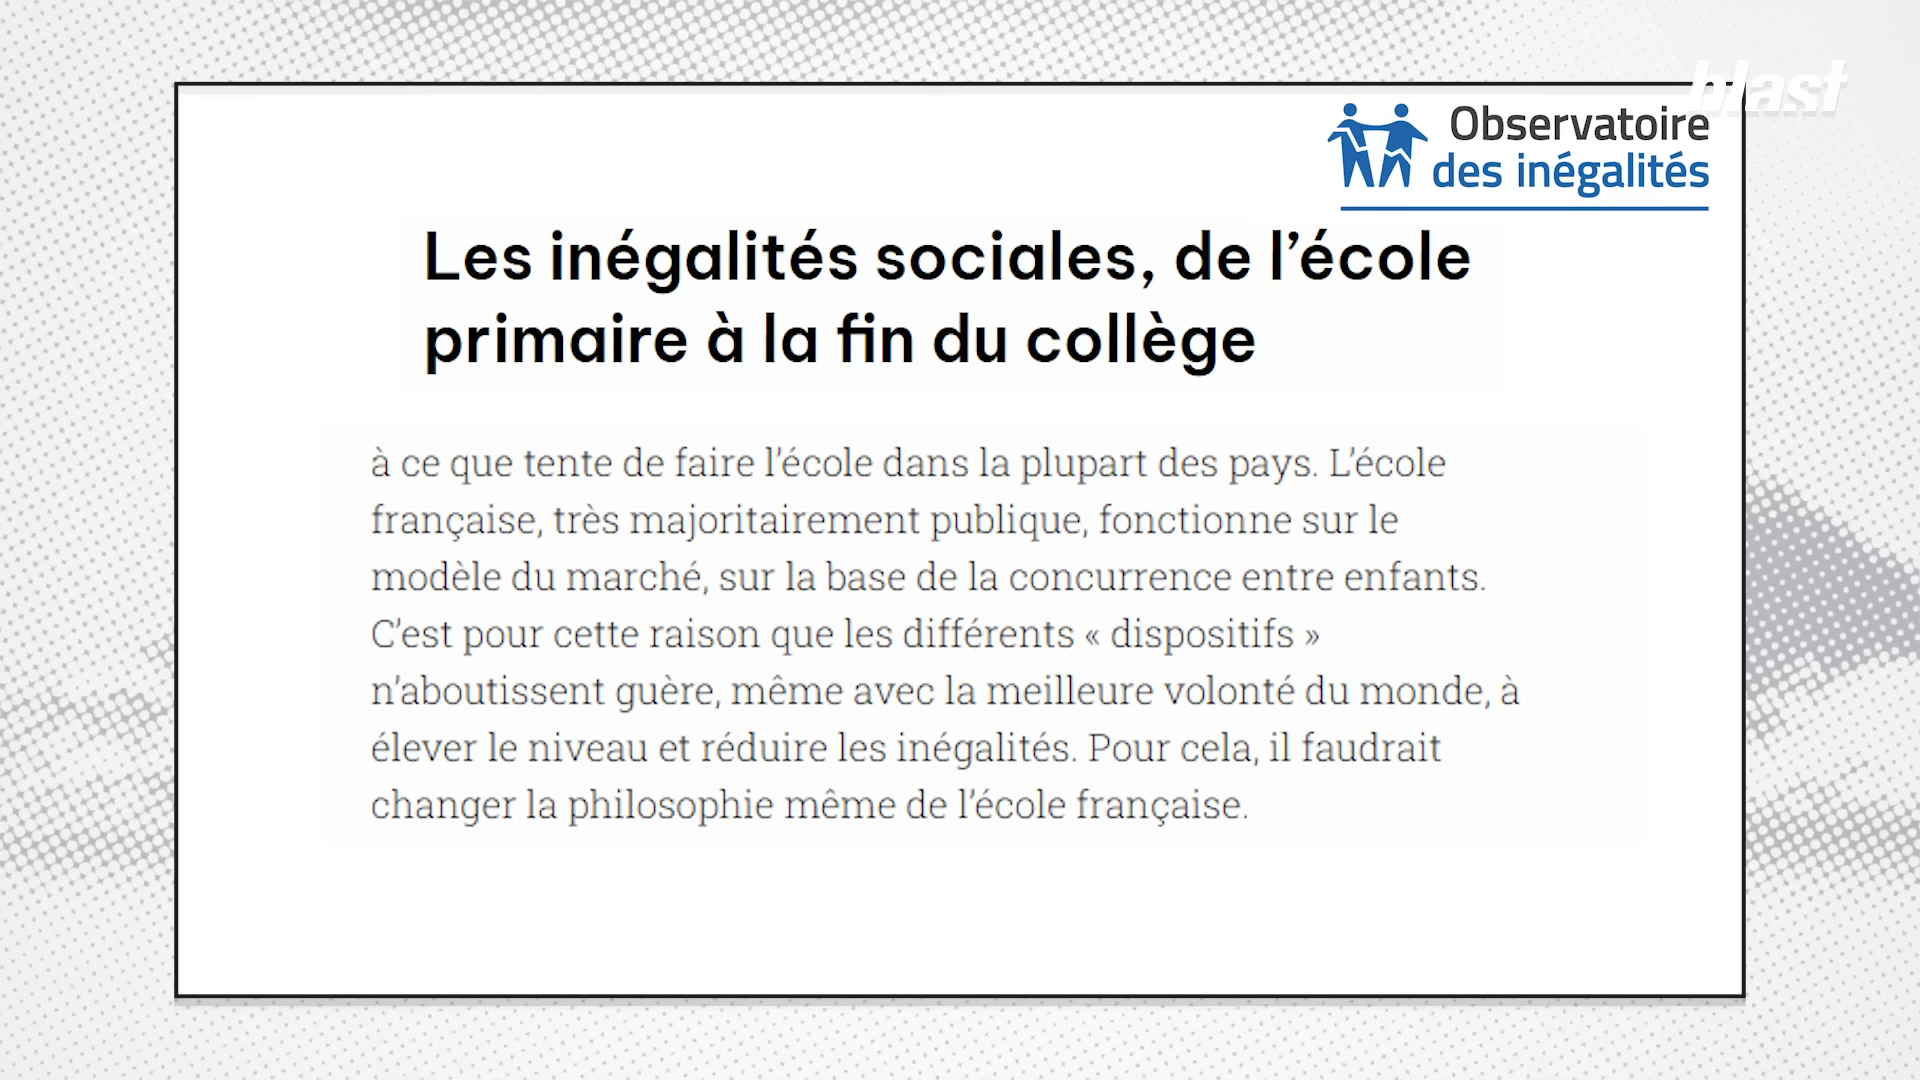 blast
Observatoire
des inégalités
Les inégalités sociales, de l’école
primaire à la fin du collège
à ce que tente de faire l’école dans la plupart des pays. L’école
française, très majoritairement publique, fonctionne sur le
modèle du marché, sur la base de la concurrence entre enfants.
C’est pour cette raison que les différents « dispositifs »
n’aboutissent guère, même avec la meilleure volonté du monde, à
élever le niveau et réduire les inégalités. Pour cela, il faudrait
changer la philosophie même de l’école française.